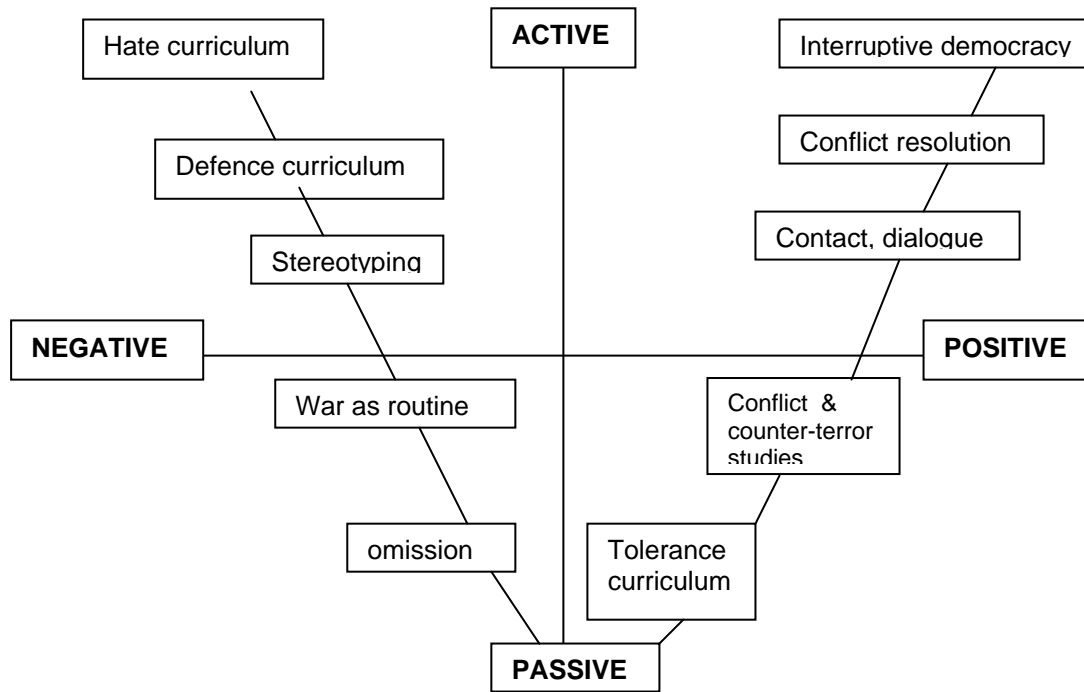 Hate curriculum
ACTIVE
Interruptive democracy
Defence curriculum
Conflict resolution
Stereotyping
Contact, dialogue
NEGATIVE
POSITIVE
War as routine
Conflict &
counter-terror
studies
omission
Tolerance
curriculum
PASSIVE